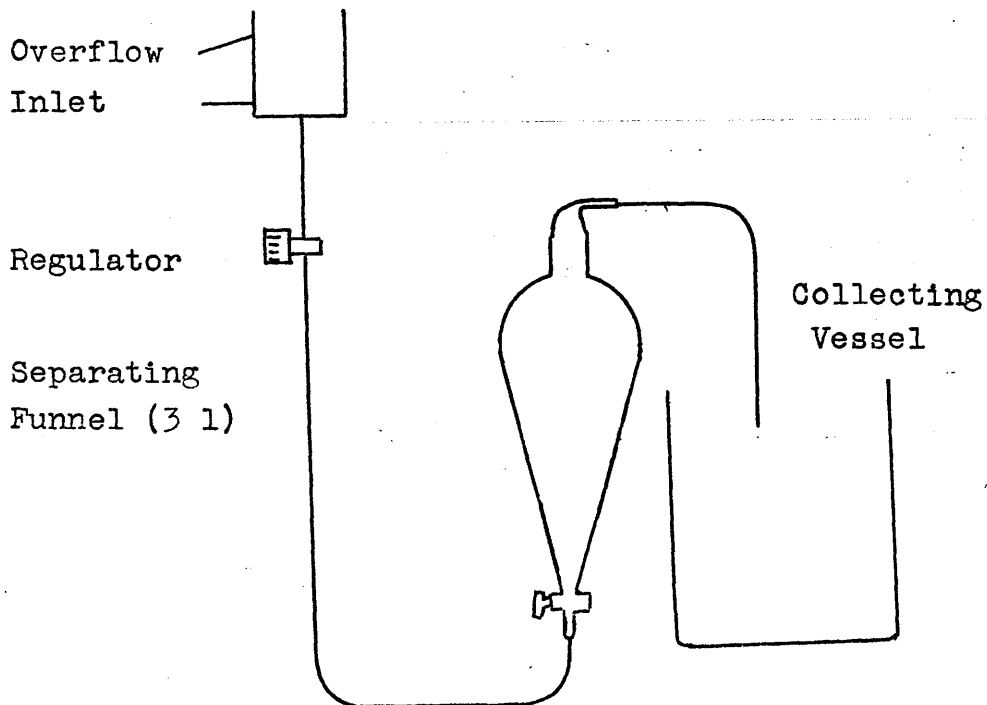 Overflow
Inlet
Regulator
Separating
Funnel (3 l)
Collecting
Vessel